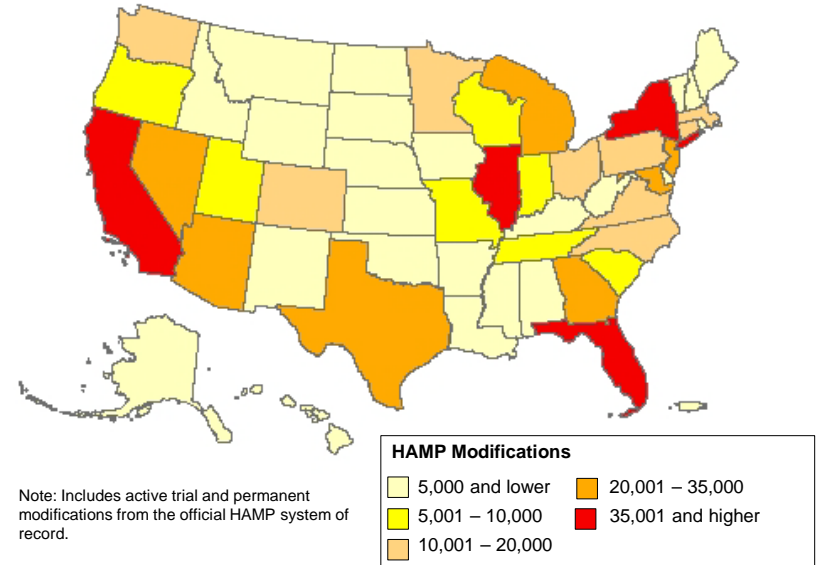 HAMP Modifications
5,000 and lower
20,001 – 35,000
5,001 – 10,000
35,001 and higher
10,001 – 20,000
Note: Includes active trial and permanent
modifications from the official HAMP system of
record.